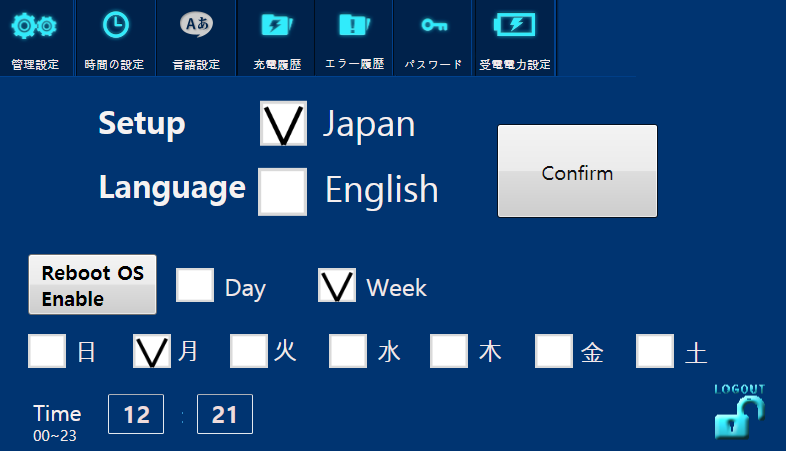 Aあ
管理設定 時間の設定 言語設定 充電履歴 エラー履歴 パスワード 受電電力設定
Setup Japan
Confirm
Language English
Reboot OS
Enable
Day Week
日 月 火 水 木 金 土
LOGOUT
Time 12 : 21
00~23